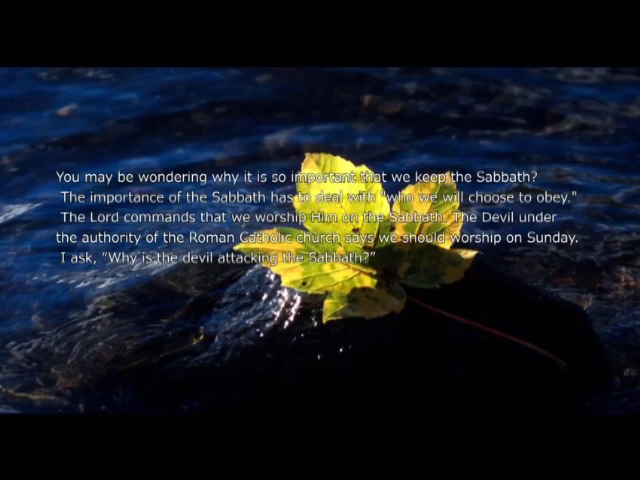 You may be wondering why it is so important that we keep the Sabbath?
The importance of the Sabbath has to deal with "who we will choose to obey."
The Lord commands that we worship Him on the Sabbath. The Devil under
the authority of the Roman Catholic church says we should worship on Sunday.
I ask, "Why is the devil attacking the Sabbath?"